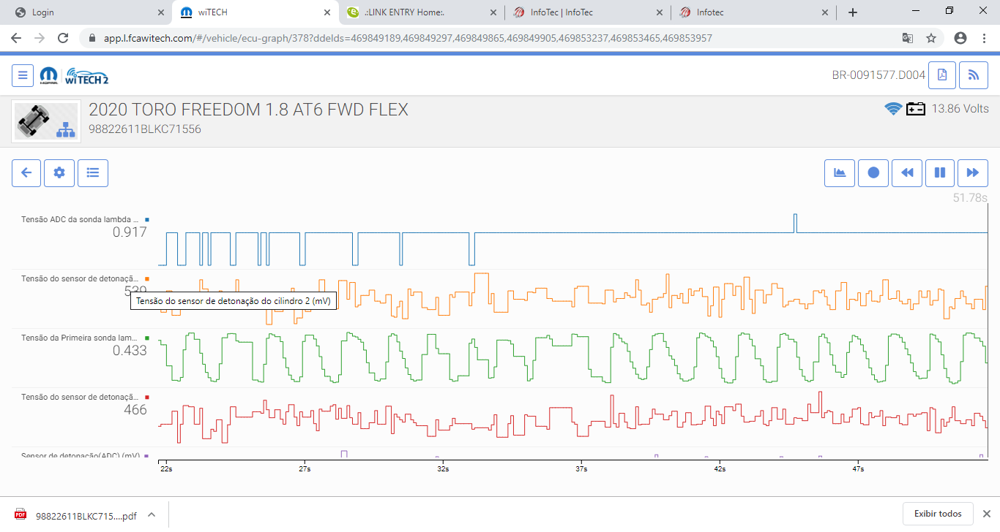 Login
wiTECH
.:LINK ENTRY Home:.
InfoTec | InfoTec
Infotec
app.l.fcawitech.com/#/vehicle/ecu-graph/378?ddeIds=469849189,469849297,469849865,469849905,469853237,469853465,469853957
MOPAR
wiTECH 2
BR-0091577.D004
2020 TORO FREEDOM 1.8 AT6 FWD FLEX
98822611BLKC71556
13.86 Volts
51.78s
Tensão ADC da sonda lambda ...
0.917
Tensão do sensor de detonaçã...
539
Tensão do sensor de detonação do cilindro 2 (mV)
Tensão da Primeira sonda lam...
0.433
Tensão do sensor de detonaçã...
466
Sensor de detonação(ADC) (mV)
22s 27s 32s 37s 42s 47s
PDF
98822611BLKC715....pdf
Exibir todos